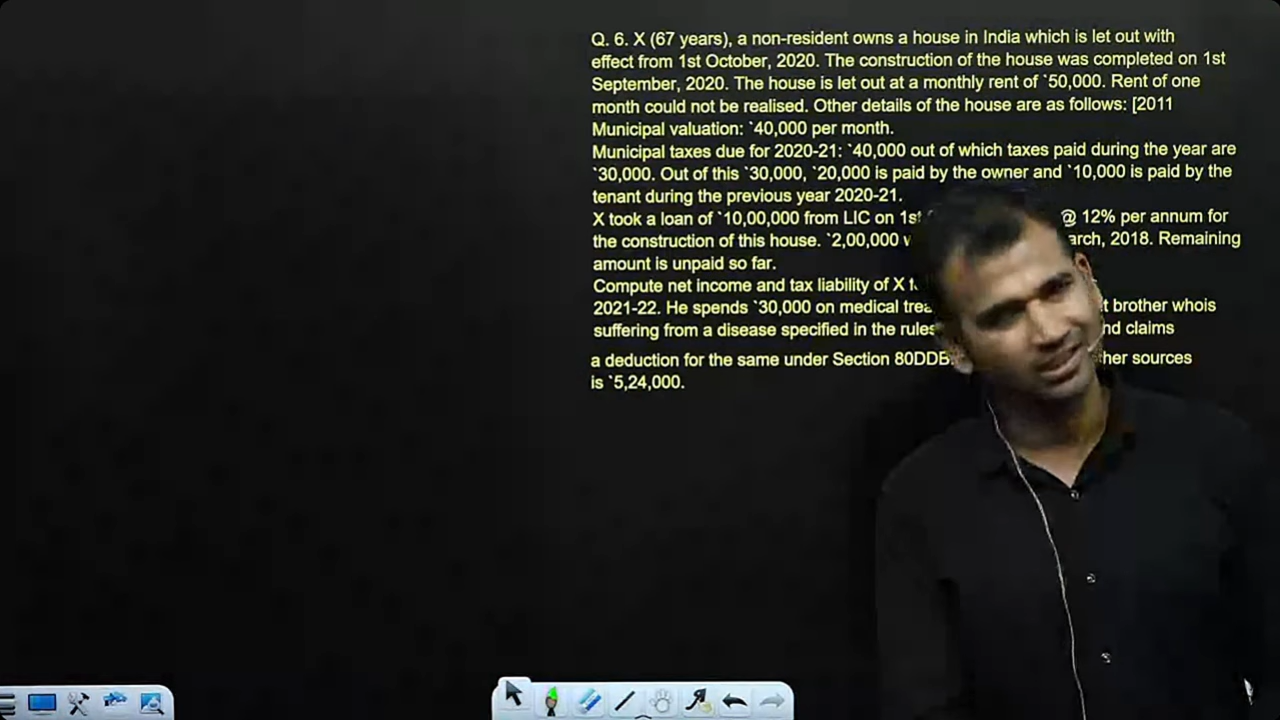 Q. 6. X (67 years), a non-resident owns a house in India which is let out with
effect from 1st October, 2020. The construction of the house was completed on 1st
September, 2020. The house is let out at a monthly rent of `50,000. Rent of one
month could not be realised. Other details of the house are as follows: [2011
Municipal valuation: `40,000 per month.
Municipal taxes due for 2020-21: `40,000 out of which taxes paid during the year are
`30,000. Out of this `30,000, `20,000 is paid by the owner and `10,000 is paid by the
tenant during the previous year 2020-21.
X took a loan of `10,00,000 from LIC on 1st @ 12% per annum for
the construction of this house. `2,00,000 2018. Remaining
amount is unpaid so far.
Compute net income and tax liability of X
2021-22. He spends `30,000 on medical brother whois
suffering from a disease specified in the rules claims
a deduction for the same under Section 80DDB. sources
is `5,24,000.